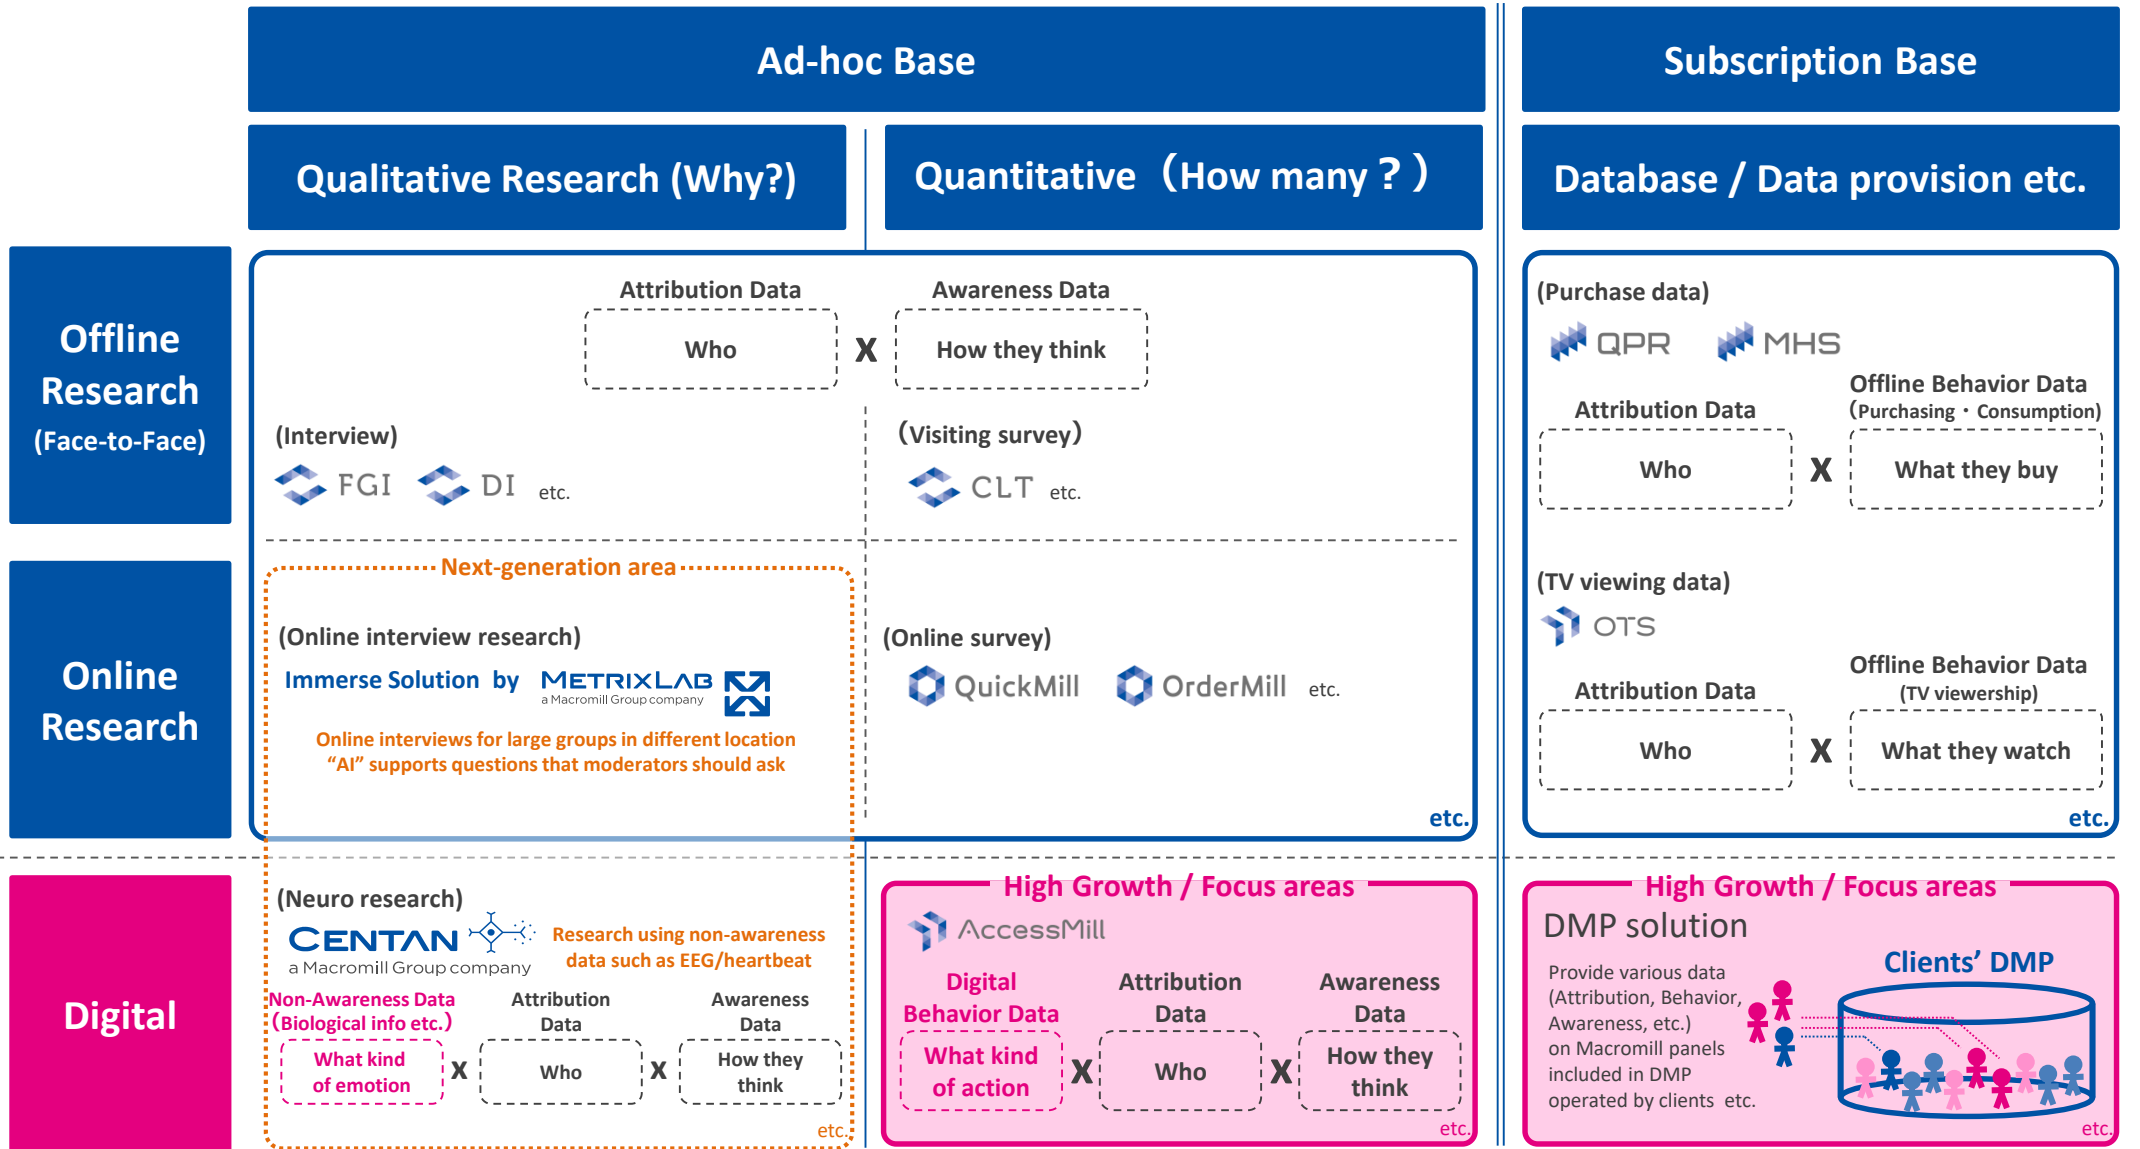 Ad-hoc Base
Subscription Base
Qualitative Research (Why?)
Quantitative（How many？）
Database / Data provision etc.
Offline
Research
(Face-to-Face)
Attribution Data
Awareness Data
Who
X
How they think
(Interview)
FGI
DI
etc.
（Visiting survey）
CLT
etc.
(Purchase data)
QPR
MHS
Attribution Data
Offline Behavior Data
（Purchasing・Consumption)
Who
X
What they buy
Online
Research
Next-generation area
(Online interview research)
Immerse Solution by
METRIXLAB
a Macromill Group company
Online interviews for large groups in different location
“AI” supports questions that moderators should ask
(Online survey)
QuickMill
OrderMill
etc.
etc.
(TV viewing data)
OTS
Attribution Data
Offline Behavior Data
(TV viewership)
Who
X
What they watch
etc.
Digital
(Neuro research)
CENTAN
a Macromill Group company
Research using non-awareness
data such as EEG/heartbeat
Non-Awareness Data
（Biological info etc.）
Attribution
Data
Awareness
Data
What kind
of emotion
X
Who
X
How they
think
etc.
High Growth / Focus areas
AccessMill
Digital
Behavior Data
Attribution
Data
Awareness
Data
What kind
of action
X
Who
X
How they
think
etc.
High Growth / Focus areas
DMP solution
Provide various data
(Attribution, Behavior,
Awareness, etc.)
on Macromill panels
included in DMP
operated by clients etc.
Clients’ DMP
etc.